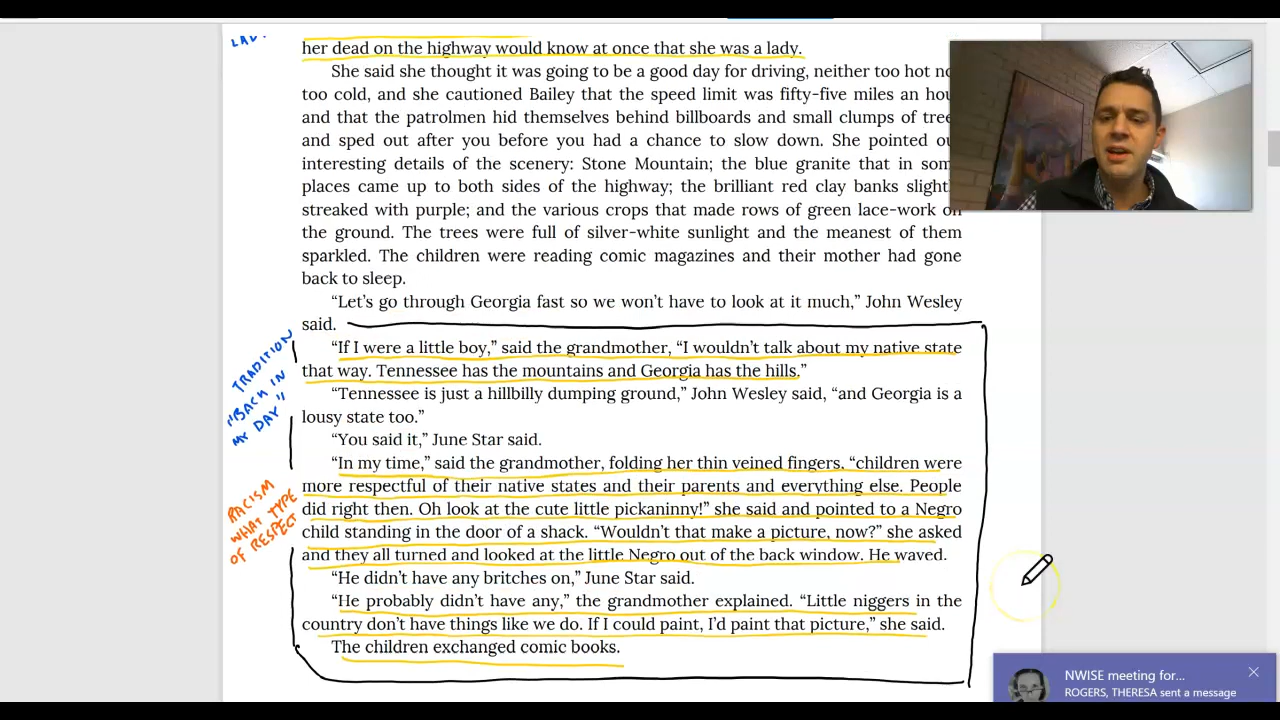 LAD.
her dead on the highway would know at once that she was a lady.
She said she thought it was going to be a good day for driving, neither too hot no
too cold, and she cautioned Bailey that the speed limit was fifty-five miles an hou
and that the patrolmen hid themselves behind billboards and small clumps of tree
and sped out after you before you had a chance to slow down. She pointed ou
interesting details of the scenery: Stone Mountain; the blue granite that in som
places came up to both sides of the highway; the brilliant red clay banks slightl
streaked with purple; and the various crops that made rows of green lace-work on
the ground. The trees were full of silver-white sunlight and the meanest of them
sparkled. The children were reading comic magazines and their mother had gone
back to sleep.
“Let’s go through Georgia fast so we won’t have to look at it much,” John Wesley
said.
“If I were a little boy,” said the grandmother, “I wouldn’t talk about my native state
that way. Tennessee has the mountains and Georgia has the hills.”
“Tennessee is just a hillbilly dumping ground,” John Wesley said, “and Georgia is a
lousy state too.”
“You said it,” June Star said.
“In my time,” said the grandmother, folding her thin veined fingers, “children were
more respectful of their native states and their parents and everything else. People
did right then. Oh look at the cute little pickaninny!” she said and pointed to a Negro
child standing in the door of a shack. “Wouldn’t that make a picture, now?” she asked
and they all turned and looked at the little Negro out of the back window. He waved.
“He didn’t have any britches on,” June Star said.
“He probably didn’t have any,” the grandmother explained. “Little niggers in the
country don’t have things like we do. If I could paint, I’d paint that picture,” she said.
The children exchanged comic books.
TRADITION
"BACK IN
MY DAY"
RACISM
WHAT TYPE
OF RESPECT
NWISE meeting for...
ROGERS, THERESA sent a message